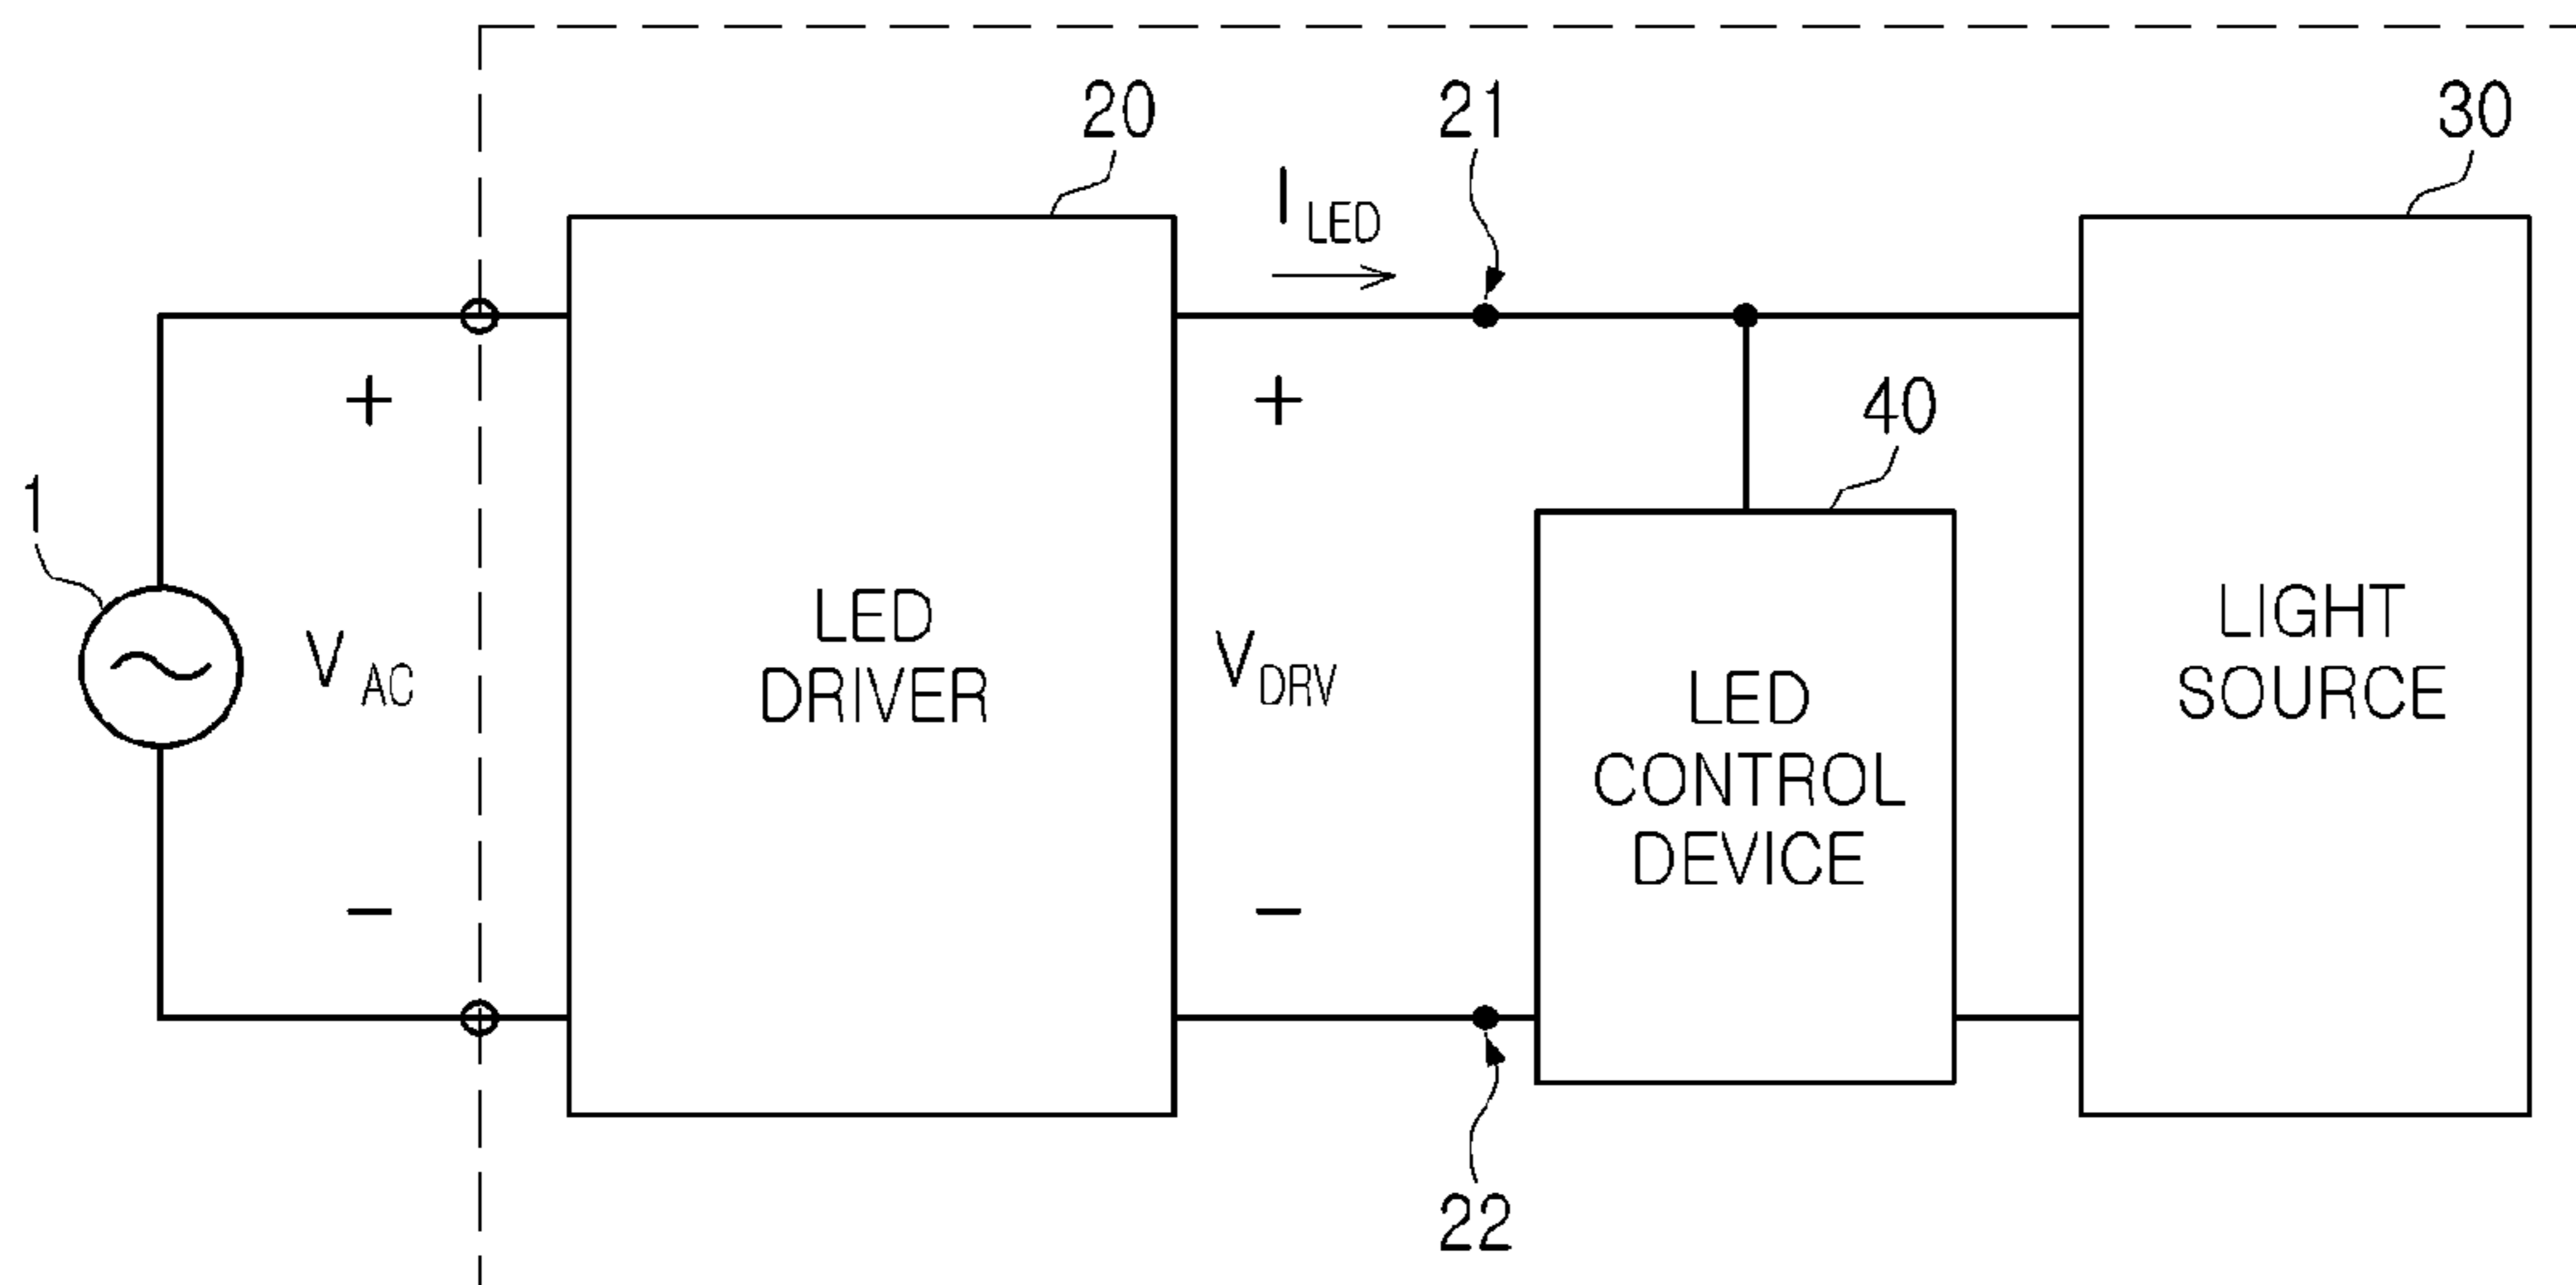 20
21
30
I LED
+
+
40
1
V AC
LED
DRIVER
V DRV
LED
CONTROL
DEVICE
LIGHT
SOURCE
−
−
22